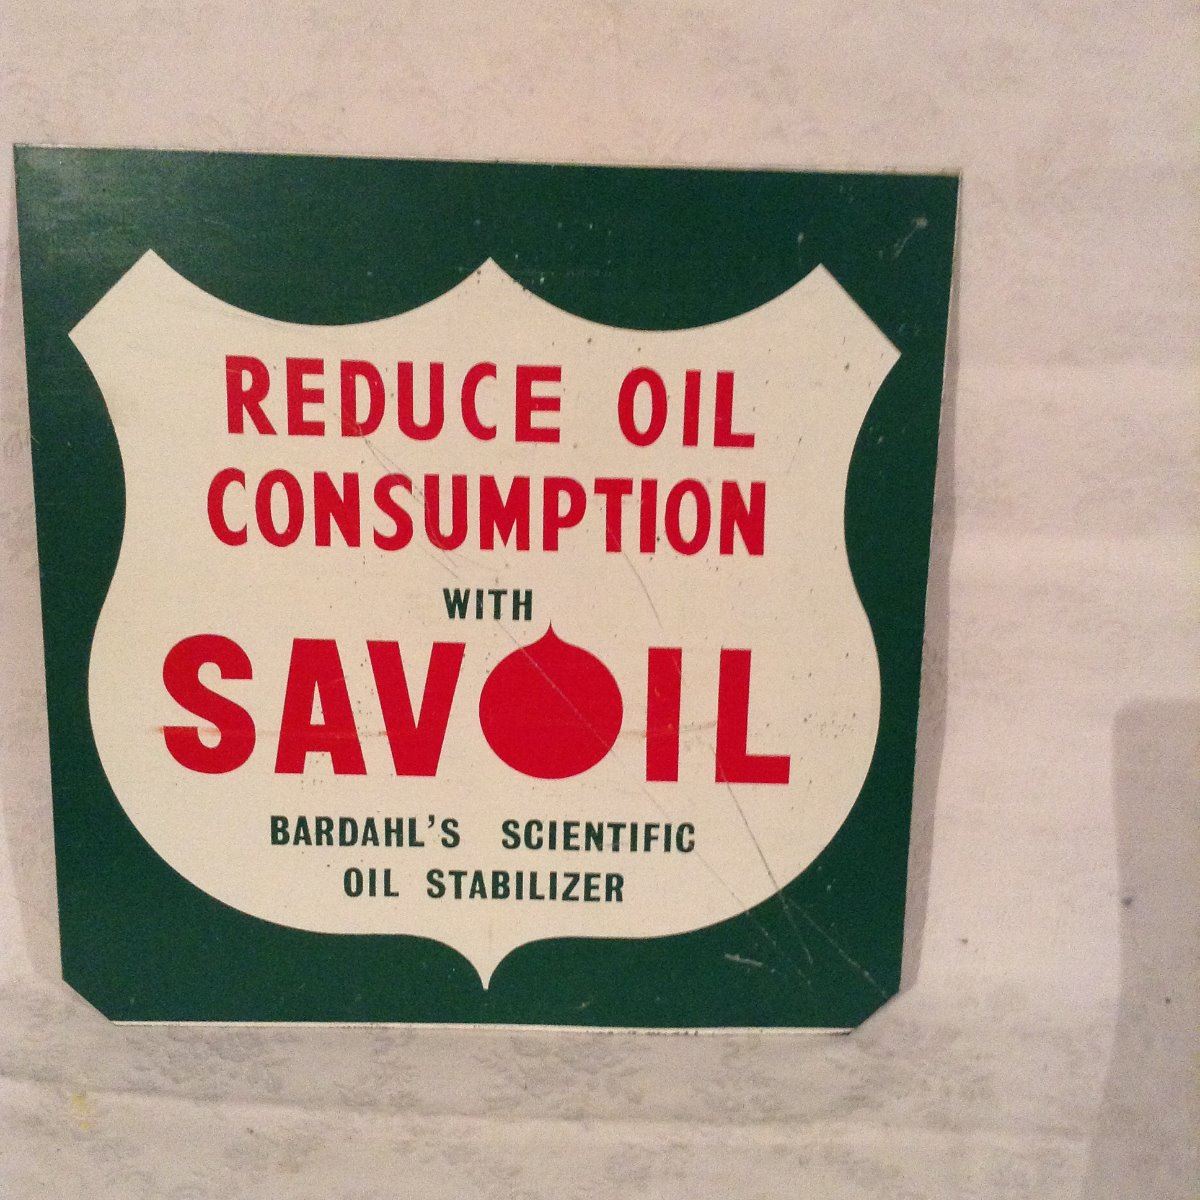 REDUCE OIL
CONSUMPTION
WITH
SAVOIL
BARDAHL'S SCIENTIFIC
OIL STABILIZER